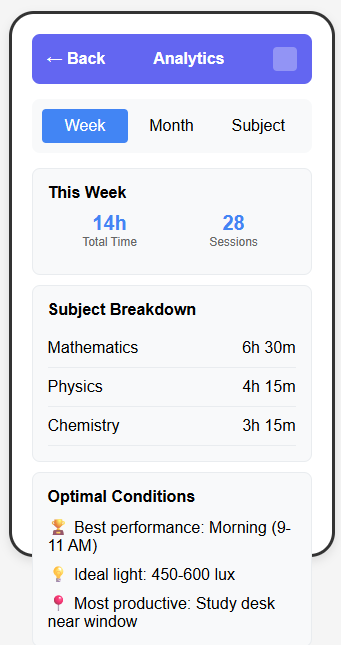 ← Back
Analytics
Week
Month
Subject
This Week
14h
28
Total Time
Sessions
Subject Breakdown
Mathematics
6h 30m
Physics
4h 15m
Chemistry
3h 15m
Optimal Conditions
🏆 Best performance: Morning (9-
11 AM)
💡 Ideal light: 450-600 lux
📍 Most productive: Study desk
near window